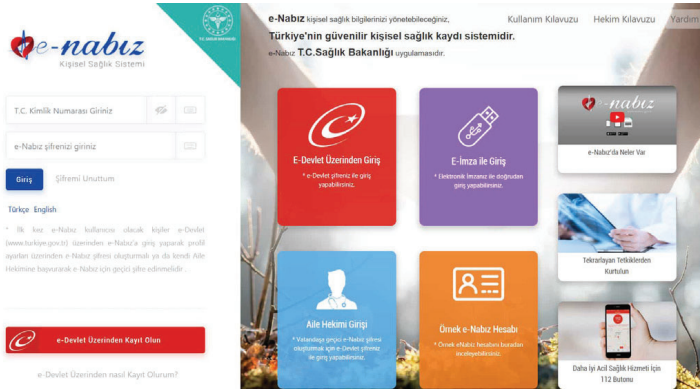 e-nabız
Kişisel Sağlık Sistemi
T.C. SAĞLIK BAKANLIĞI
T.C. Kimlik Numarası Giriniz
e-Nabız şifrenizi giriniz
Giriş
Şifremi Unuttum
Türkçe English
* İlk kez e-Nabız kullanıcısı olacak kişiler e-Devlet
(www.turkiye.gov.tr) üzerinden e-Nabız'a giriş yaparak profil
ayarları üzerinden e-Nabız şifresi oluşturmalı ya da kendi Aile
Hekimine başvurarak e-Nabız için geçici şifre edinmelidir .
e-Devlet Üzerinden Kayıt Olun
e-Devlet Üzerinden nasıl Kayıt Olurum?
e-Nabız kişisel sağlık bilgilerinizi yönetebileceğiniz,
Türkiye'nin güvenilir kişisel sağlık kaydı sistemidir.
e-Nabız T.C.Sağlık Bakanlığı uygulamasıdır.
Kullanım Kılavuzu Hekim Kılavuzu Yardım
E-Devlet Üzerinden Giriş
* e-Devlet şifreniz ile giriş
yapabilirsiniz.
E-İmza ile Giriş
* Elektronik İmzanız ile doğrudan
giriş yapabilirsiniz.
Aile Hekimi Girişi
* Vatandaşa geçici e-Nabız şifresi
oluşturmak için e-Devlet şifreniz
ile giriş yapabilirsiniz.
Örnek e-Nabız Hesabı
* Örnek eNabız hesabını buradan
inceleyebilirsiniz.
e-nabız
e-Nabız'da Neler Var
Tekrarlayan Tetkiklerden
Kurtulun
Daha İyi Acil Sağlık Hizmeti İçin
112 Butonu